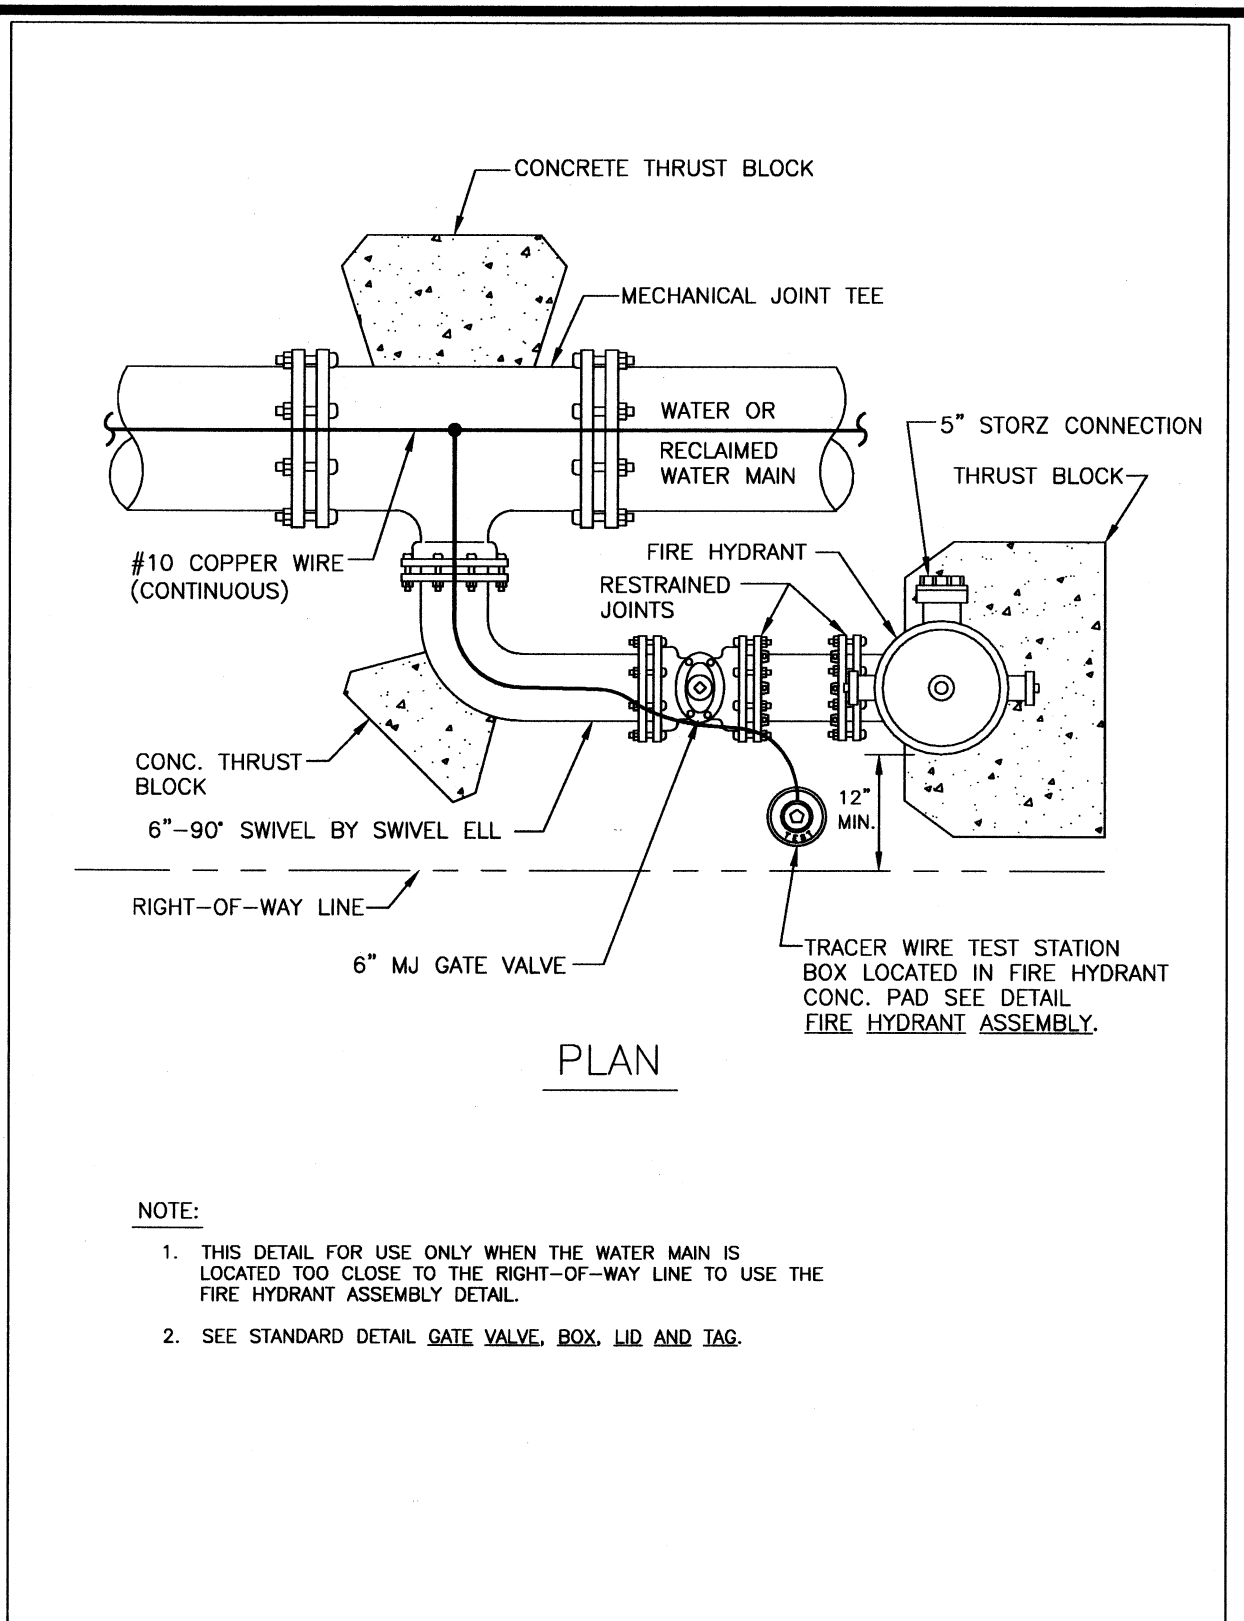 CONCRETE THRUST BLOCK
MECHANICAL JOINT TEE
WATER OR
RECLAIMED
WATER MAIN
5" STORZ CONNECTION
THRUST BLOCK
#10 COPPER WIRE
(CONTINUOUS)
FIRE HYDRANT
RESTRAINED
JOINTS
CONC. THRUST
BLOCK
12"
MIN.
TEST
6"-90° SWIVEL BY SWIVEL ELL
RIGHT-OF-WAY LINE
6" MJ GATE VALVE
TRACER WIRE TEST STATION
BOX LOCATED IN FIRE HYDRANT
CONC. PAD SEE DETAIL
FIRE HYDRANT ASSEMBLY.
PLAN
NOTE:
1. THIS DETAIL FOR USE ONLY WHEN THE WATER MAIN IS
LOCATED TOO CLOSE TO THE RIGHT-OF-WAY LINE TO USE THE
FIRE HYDRANT ASSEMBLY DETAIL.
2. SEE STANDARD DETAIL GATE VALVE, BOX, LID AND TAG.